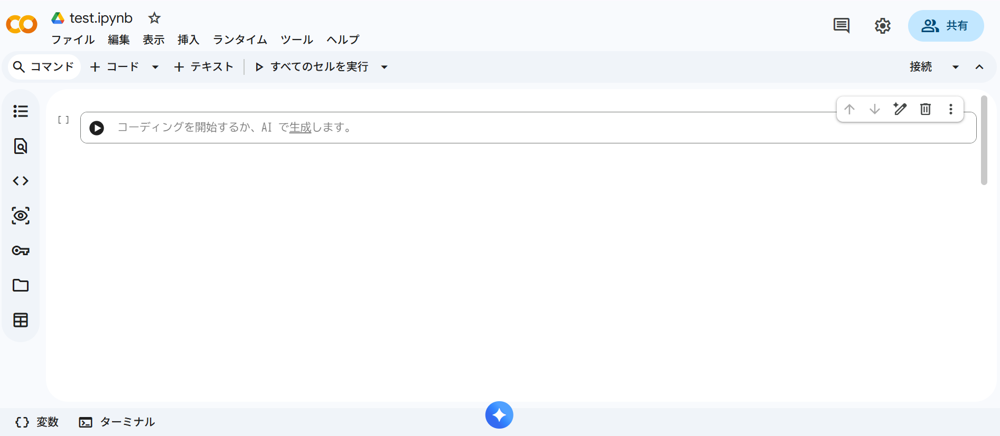 test.ipynb
ファイル 編集 表示 挿入 ランタイム ツール ヘルプ
共有
コマンド + コード + テキスト すべてのセルを実行 接続
[ ] コーディングを開始するか、AI で生成します。
変数 ターミナル